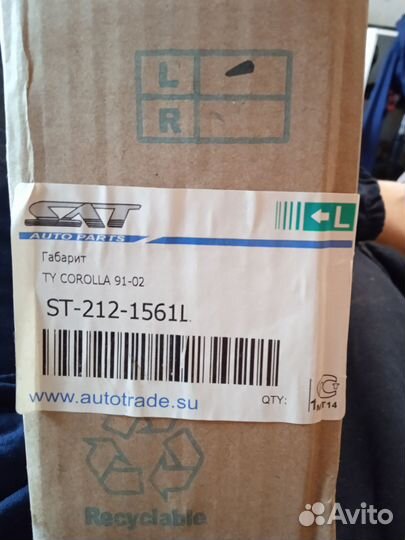 L
R
SAT
AUTO PARTS
L
Габарит
TY COROLLA 91-02
ST-212-1561L
www.autotrade.su
QTY:
Recyclable
Avito